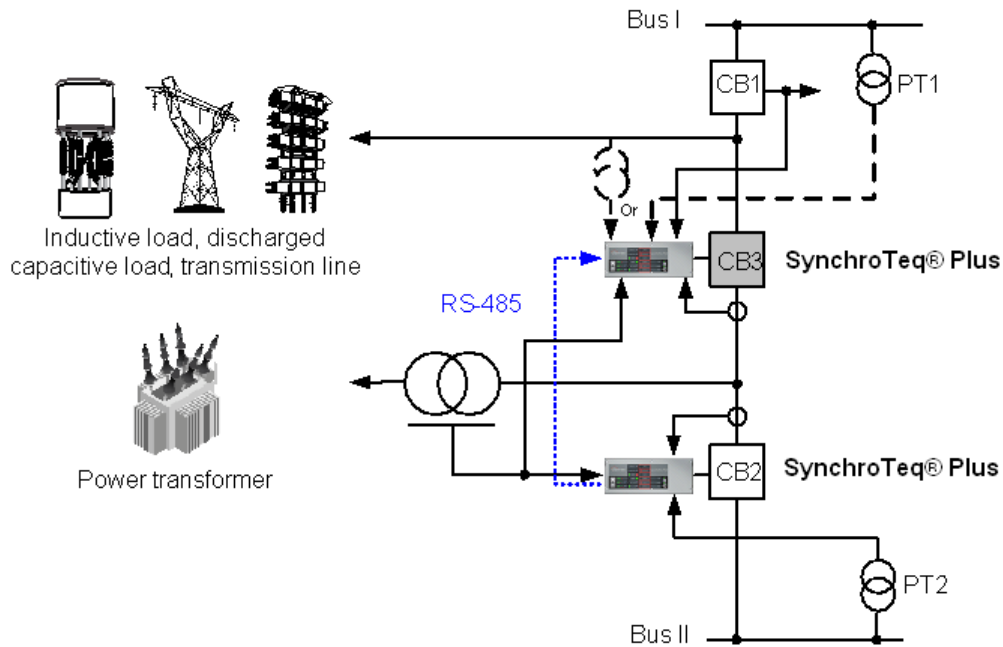 Bus I
CB1
PT1
Or
Inductive load, discharged
capacitive load, transmission line
CB3
SynchroTeq® Plus
RS-485
Power transformer
CB2
SynchroTeq® Plus
PT2
Bus II